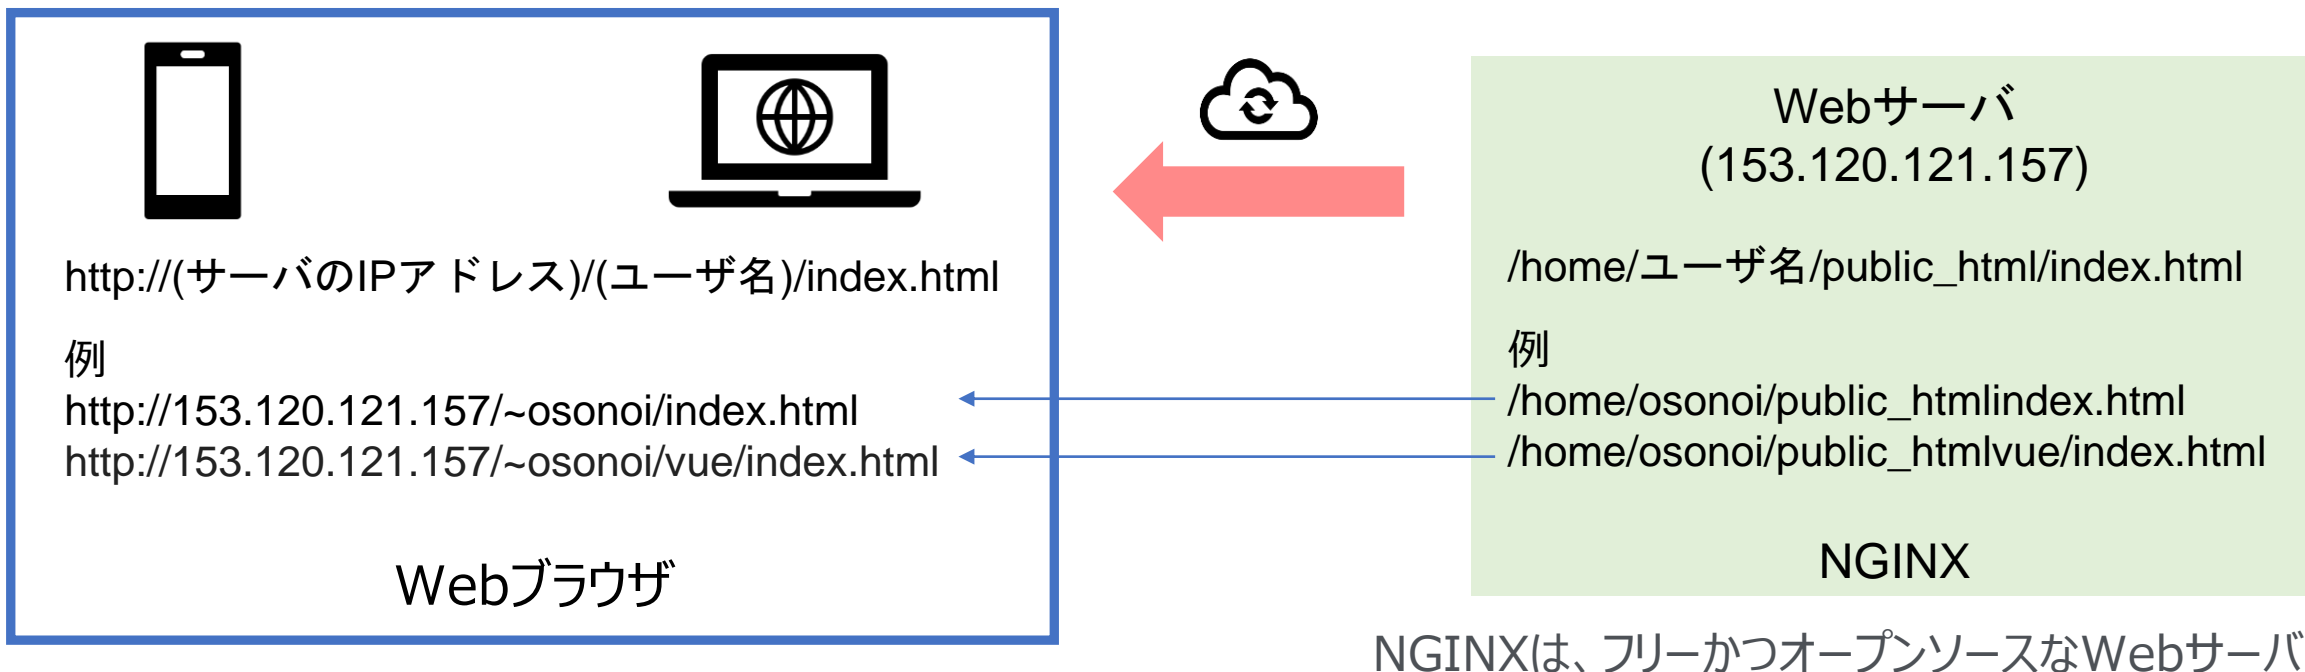 http://(サーバのIPアドレス)/(ユーザ名)/index.html
例
http://153.120.121.157/~osonoi/index.html
http://153.120.121.157/~osonoi/vue/index.html
Webブラウザ
Webサーバ
(153.120.121.157)
/home/ユーザ名/public_html/index.html
例
/home/osonoi/public_htmlindex.html
/home/osonoi/public_htmlvue/index.html
NGINX
NGINXは、フリーかつオープンソースなWebサーバ